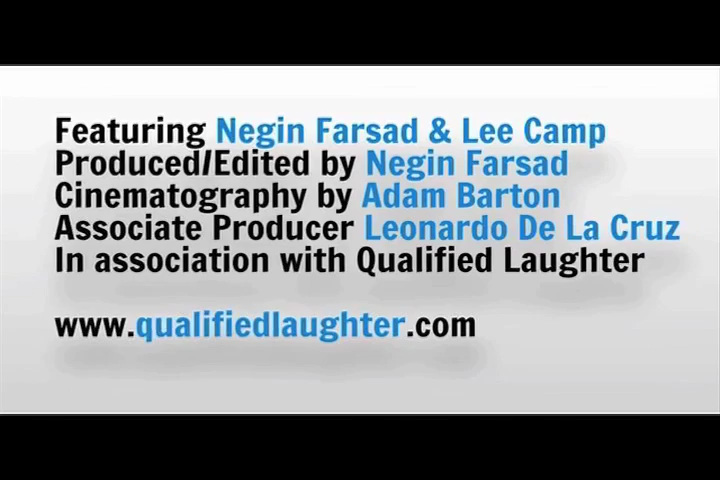 Featuring Negin Farsad & Lee Camp
Produced/Edited by Negin Farsad
Cinematography by Adam Barton
Associate Producer Leonardo De La Cruz
In association with Qualified Laughter
www.qualifiedlaughter.com